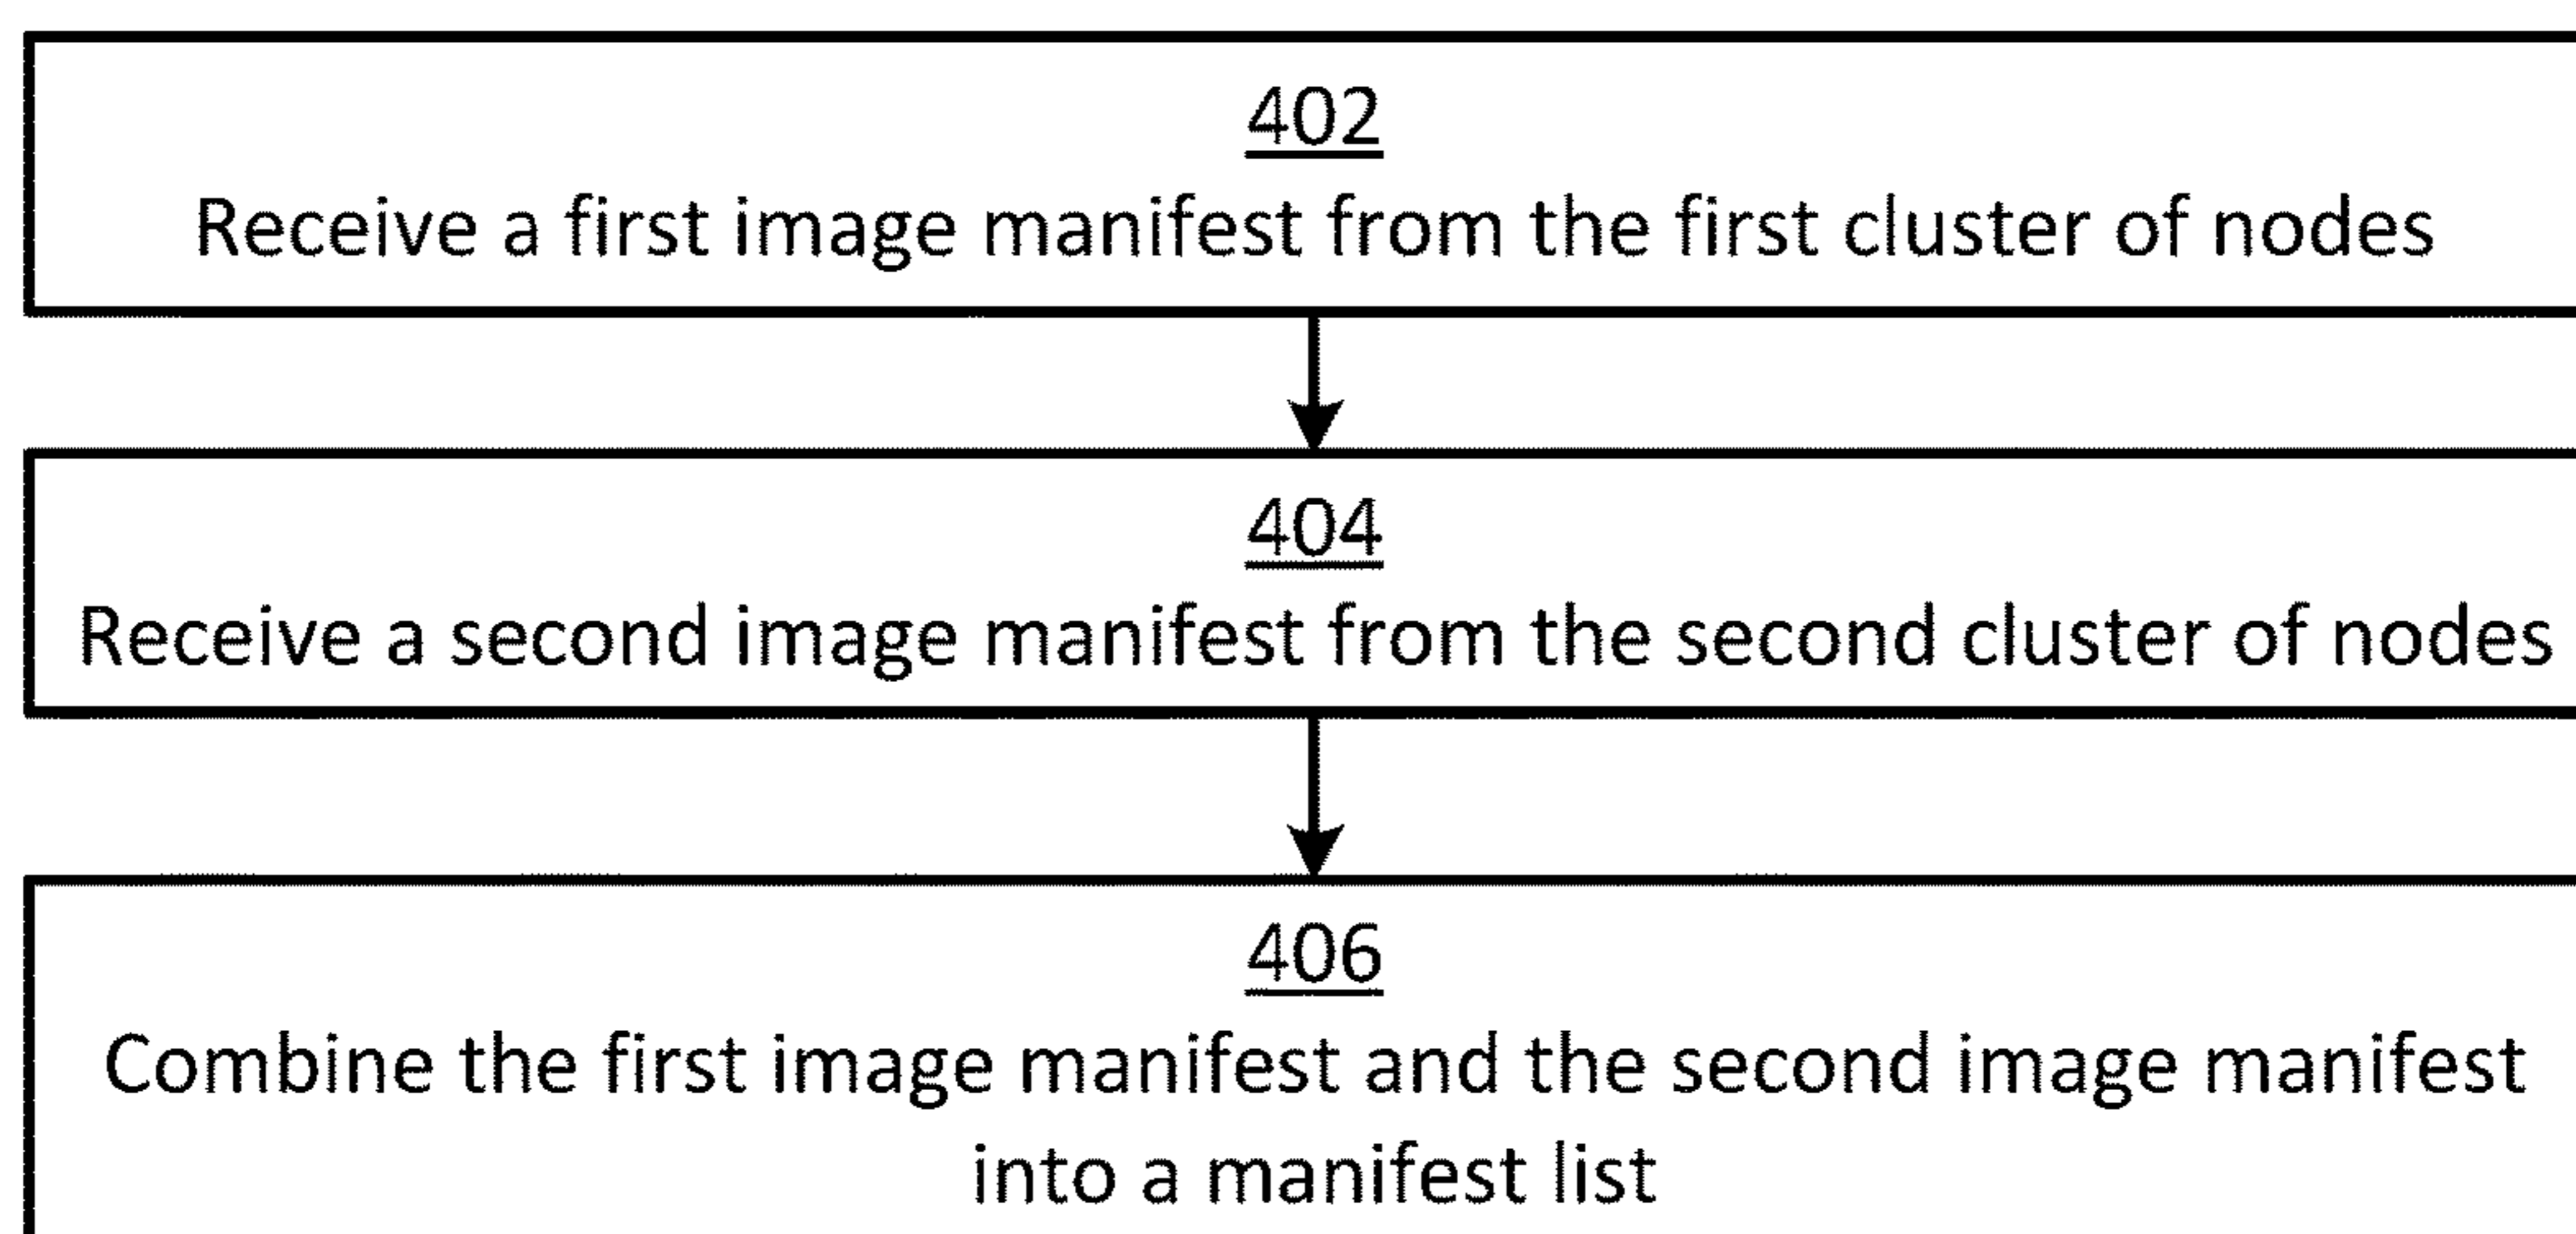 402
Receive a first image manifest from the first cluster of nodes
404
Receive a second image manifest from the second cluster of nodes
406
Combine the first image manifest and the second image manifest
into a manifest list